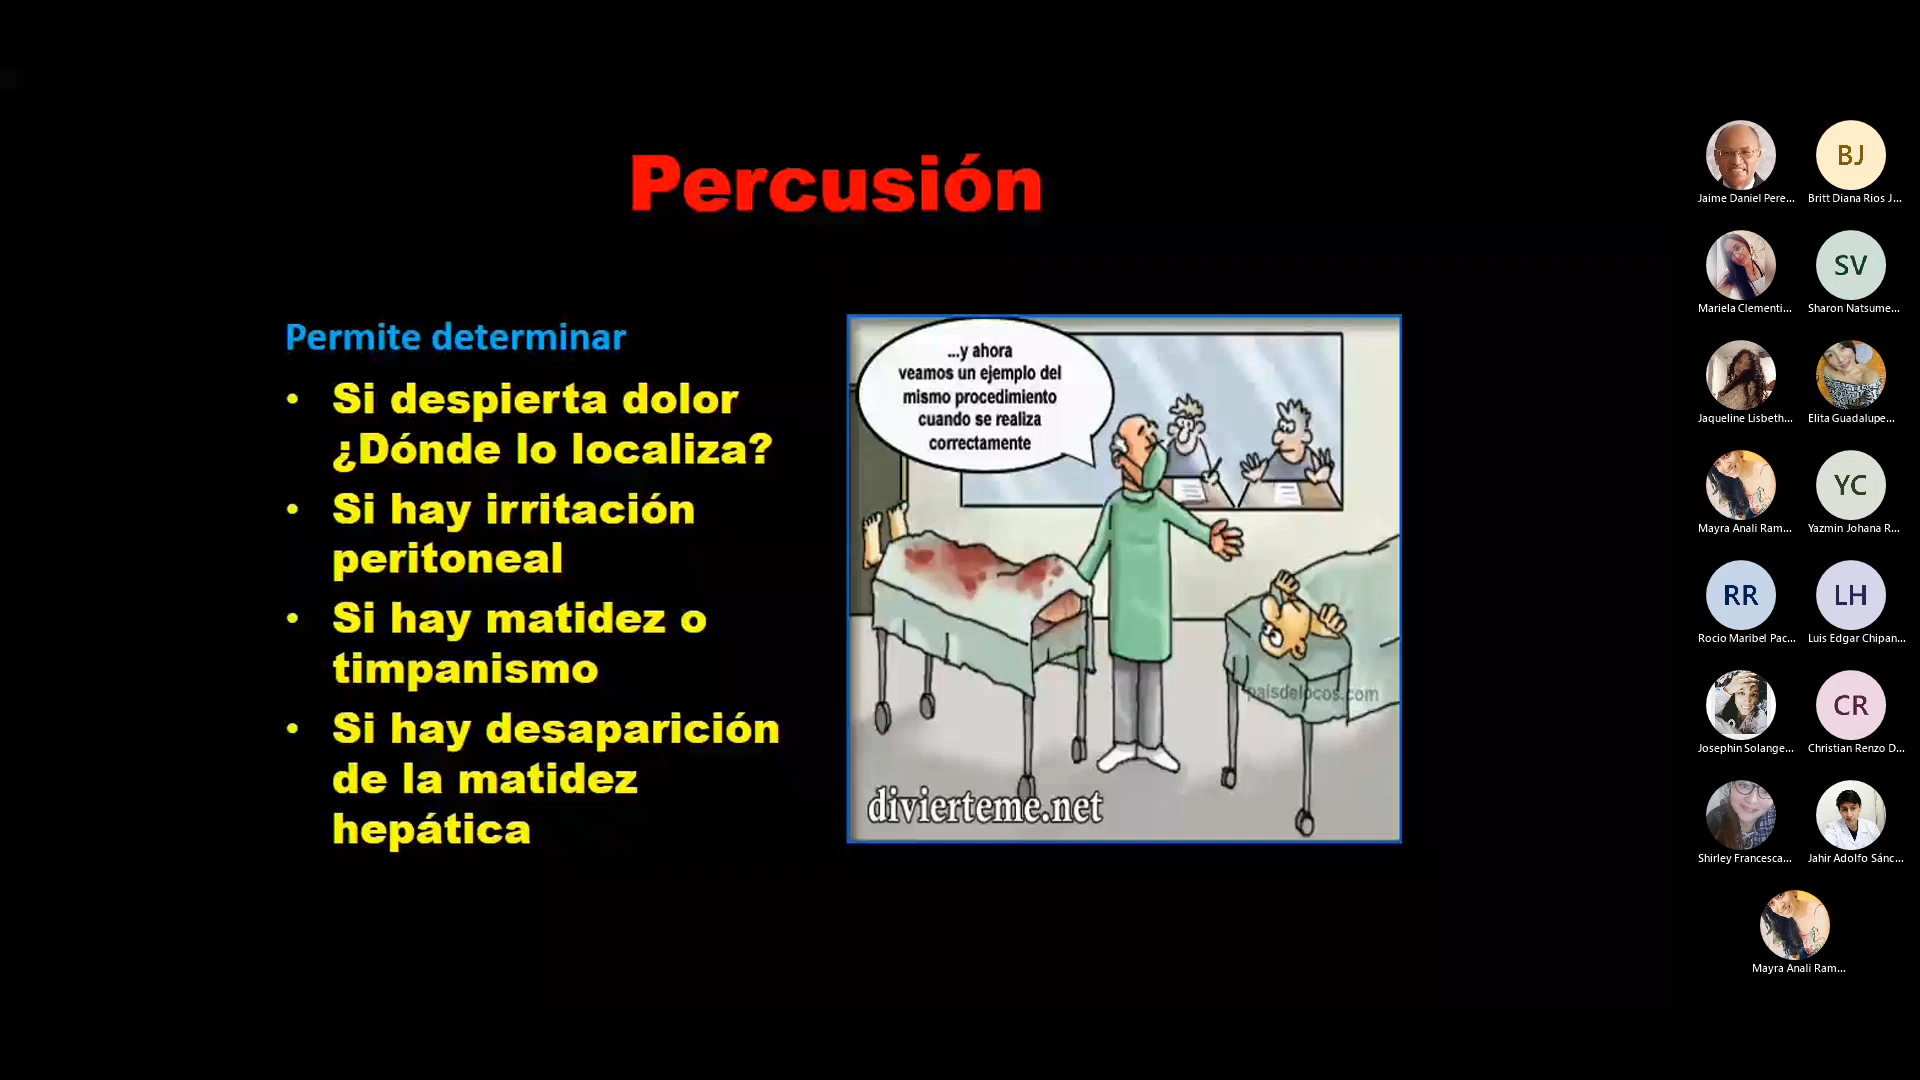 Percusión
Permite determinar
• Si despierta dolor
¿Dónde lo localiza?
• Si hay irritación
peritoneal
• Si hay matidez o
timpanismo
• Si hay desaparición
de la matidez
hepática
...y ahora
veamos un ejemplo del
mismo procedimiento
cuando se realiza
correctamente
paisdelocos.com
divierteme.net
Jaime Daniel Pere...
BJ
Britt Diana Rios J...
Mariela Clementi...
SV
Sharon Natsume...
Jaqueline Lisbeth...
Elita Guadalupe...
Mayra Anali Ram...
YC
Yazmin Johana R...
RR
Rocio Maribel Pac...
LH
Luis Edgar Chipan...
Josephin Solange...
CR
Christian Renzo D...
Shirley Francesca...
Jahir Adolfo Sánc...
Mayra Anali Ram...